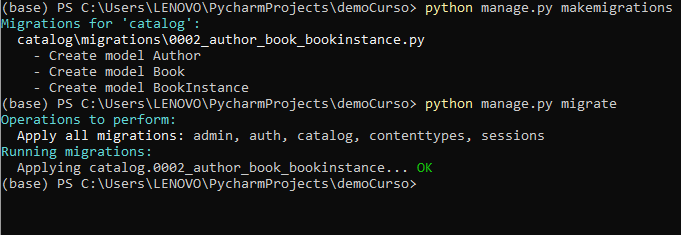 (base) PS C:\Users\LENOVO\PycharmProjects\demoCurso> python manage.py makemigrations
Migrations for 'catalog':
  catalog\migrations\0002_author_book_bookinstance.py
    - Create model Author
    - Create model Book
    - Create model BookInstance
(base) PS C:\Users\LENOVO\PycharmProjects\demoCurso> python manage.py migrate
Operations to perform:
  Apply all migrations: admin, auth, catalog, contenttypes, sessions
Running migrations:
  Applying catalog.0002_author_book_bookinstance... OK
(base) PS C:\Users\LENOVO\PycharmProjects\demoCurso>